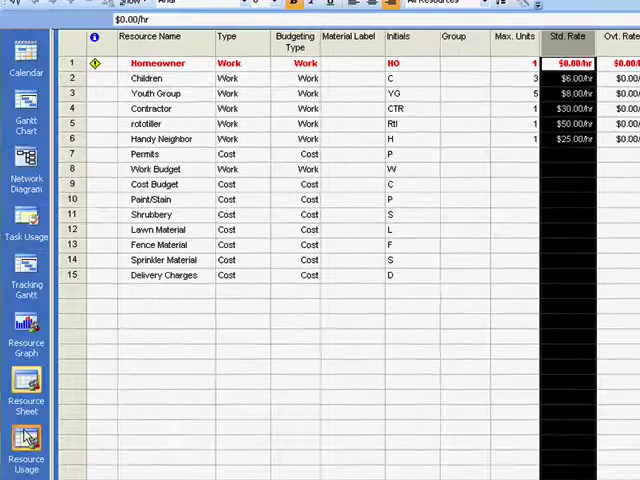 Show
Arial
8
B
I
U
All Resources
$0.00/hr
Resource Name Type Budgeting Type Material Label Initials Group Max. Units Std. Rate Ovt. Rate
1 Homeowner Work Work HO 1 $0.00/hr $0.00/
2 Children Work Work C 3 $6.00/hr $0.00/
3 Youth Group Work Work YG 5 $8.00/hr $0.00/
4 Contractor Work Work CTR 1 $30.00/hr $0.00/
5 rototiller Work Work Rtl 1 $50.00/hr $0.00/
6 Handy Neighbor Work Work H 1 $25.00/hr $0.00/
7 Permits Cost Cost P
8 Work Budget Work Work W
9 Cost Budget Cost Cost C
10 Paint/Stain Cost Cost P
11 Shrubbery Cost Cost S
12 Lawn Material Cost Cost L
13 Fence Material Cost Cost F
14 Sprinkler Material Cost Cost S
15 Delivery Charges Cost Cost D
Calendar
Gantt
Chart
Network
Diagram
Task Usage
Tracking
Gantt
Resource
Graph
Resource
Sheet
Resource
Usage